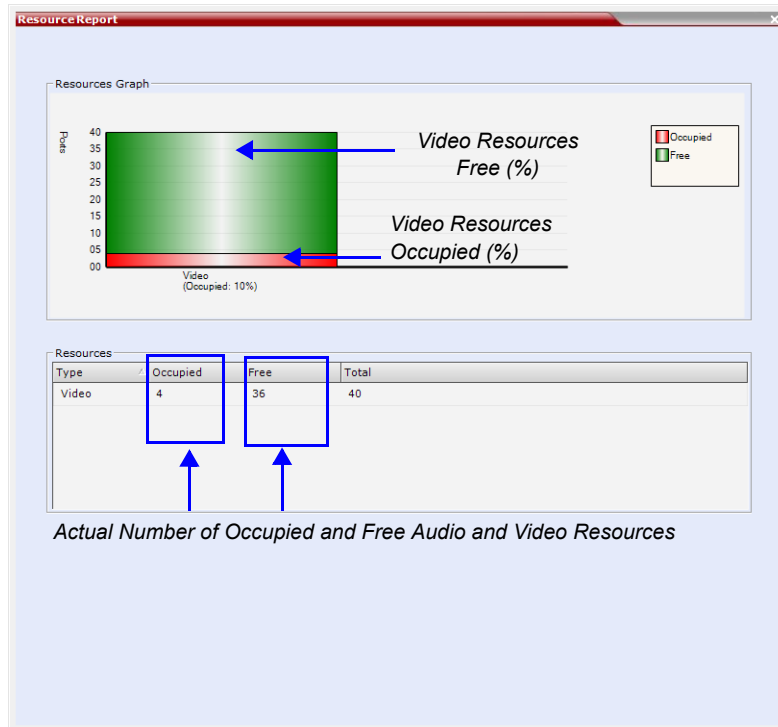 Resource Report
Resources Graph
Ports
40
35
30
25
20
15
10
05
00
Video
(Occupied: 10%)
Video Resources
Free (%)
Video Resources
Occupied (%)
Occupied
Free
Resources
Type Occupied Free Total
Video 4 36 40
Actual Number of Occupied and Free Audio and Video Resources